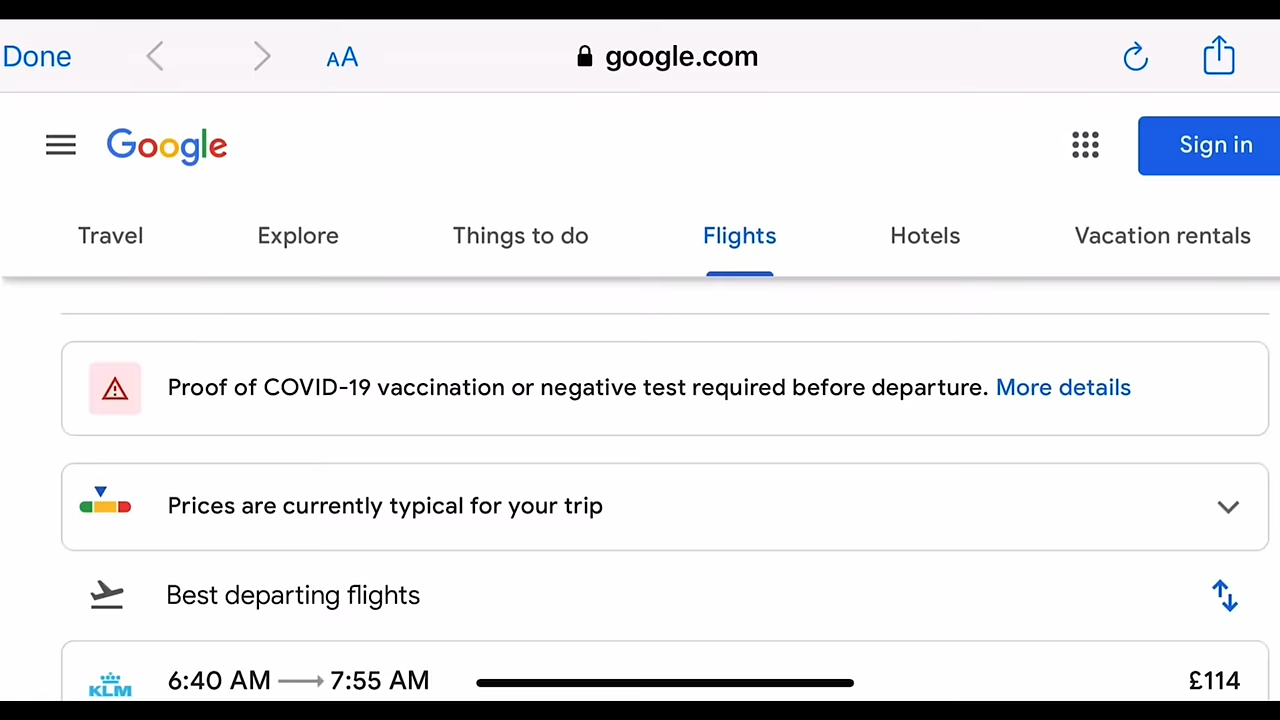 Done
AA
google.com
Google
Sign in
Travel
Explore
Things to do
Flights
Hotels
Vacation rentals
Proof of COVID-19 vaccination or negative test required before departure. More details
Prices are currently typical for your trip
Best departing flights
KLM
6:40 AM 7:55 AM
£114